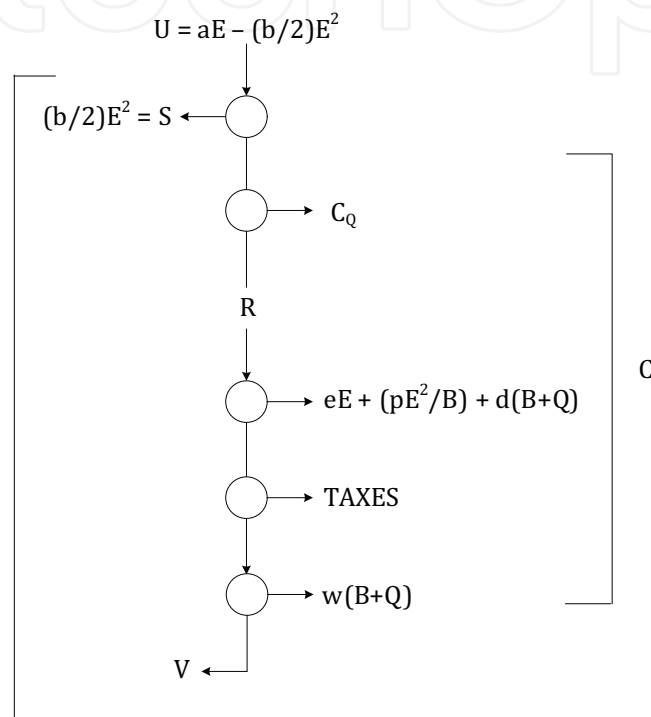 U = aE – (b/2)E²
(b/2)E² = S
C_Q
R
C
eE + (pE²/B) + d(B+Q)
TAXES
w(B+Q)
V